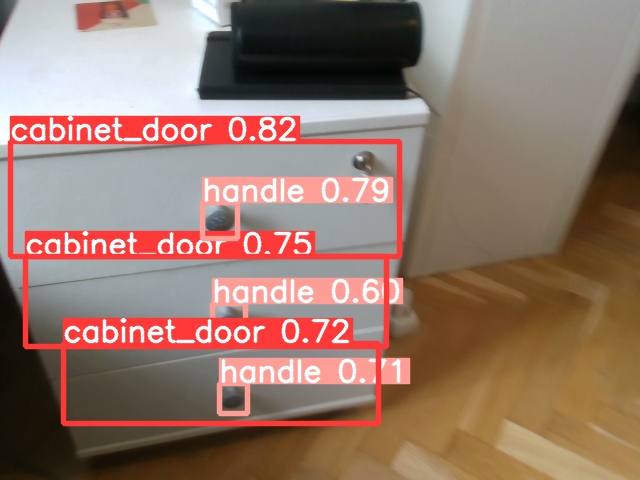 cabinet_door 0.82
handle 0.79
cabinet_door 0.75
handle 0.60
cabinet_door 0.72
handle 0.71